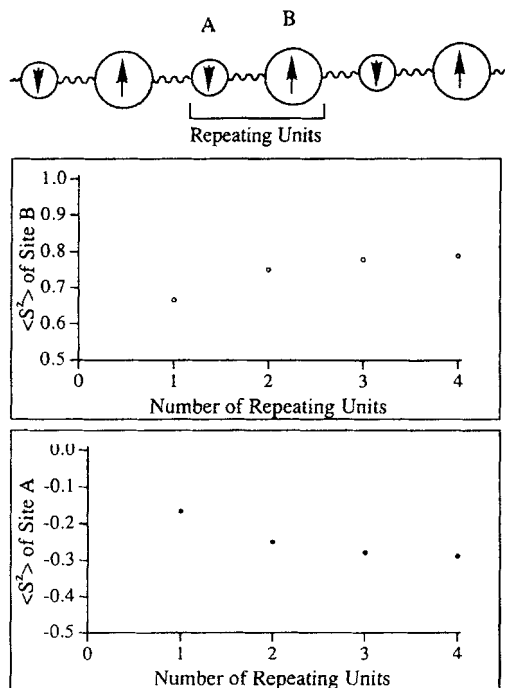 A B
Repeating Units
1.0
0.9
0.8
0.7
0.6
0.5
<S^z> of Site B
0 1 2 3 4
Number of Repeating Units
0.0
-0.1
-0.2
-0.3
-0.4
-0.5
<S^z> of Site A
0 1 2 3 4
Number of Repeating Units